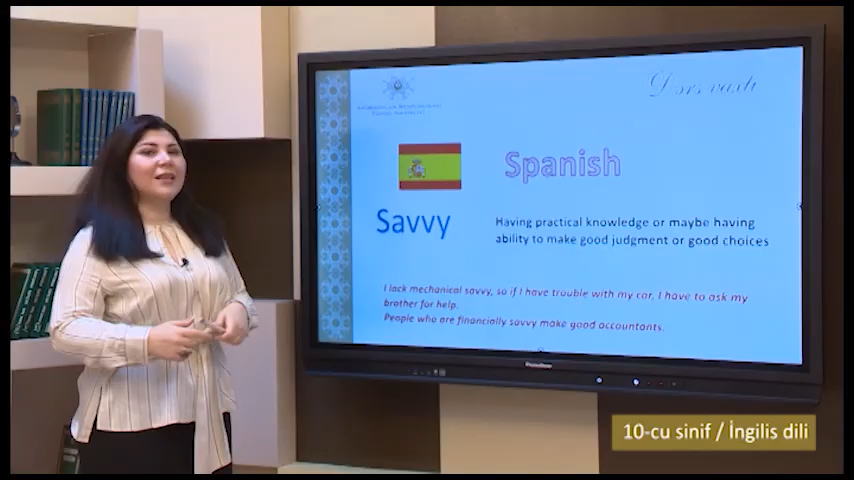 Dərs vaxtı
Spanish
Savvy
Having practical knowledge or maybe having
ability to make good judgment or good choices
I lack mechanical savvy, so if I have trouble with my car, I have to ask my
brother for help.
People who are financially savvy make good accountants.
10-cu sinif / İngilis dili